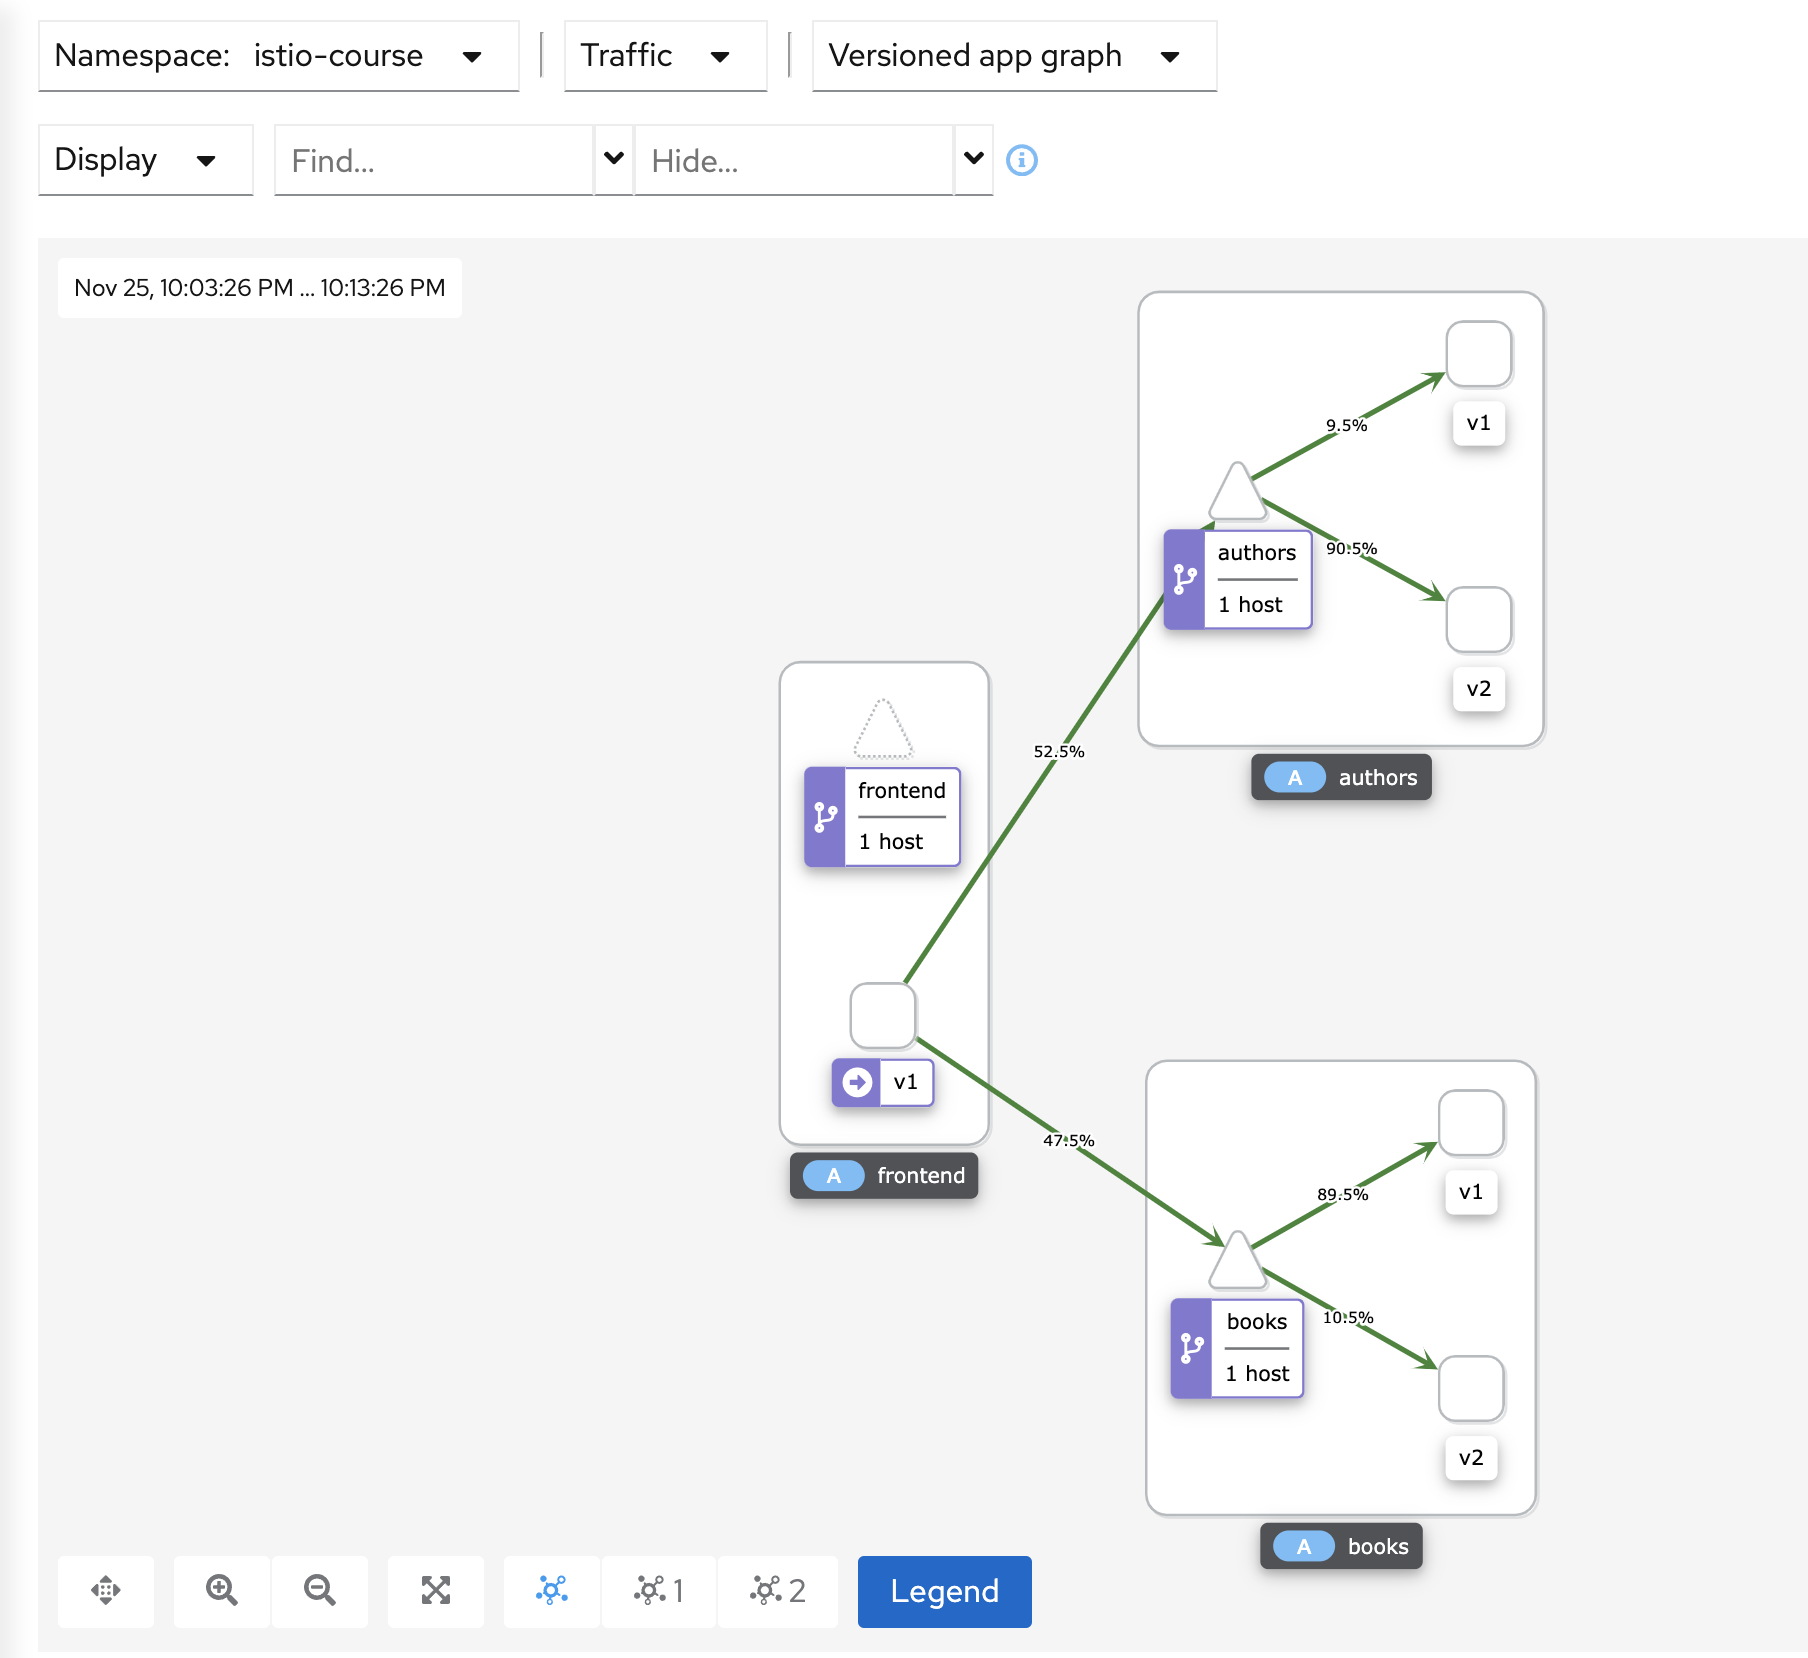 Namespace: istio-course
Traffic
Versioned app graph
Display
Find...
Hide...
Nov 25, 10:03:26 PM ... 10:13:26 PM
9.5%
v1
authors
1 host
90.5%
v2
A authors
52.5%
frontend
1 host
v1
A frontend
47.5%
89.5%
v1
books
1 host
10.5%
v2
A books
1
2
Legend